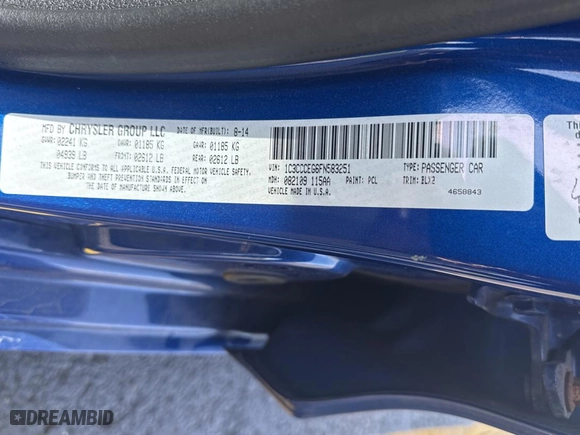 MFD BY CHRYSLER GROUP LLC DATE OF MFR(BUILT): 8-14
GVWR: 02241 KG GAWR: 01185 KG GAWR: 01185 KG
04939 LB FRONT: 02612 LB REAR: 02612 LB
THIS VEHICLE CONFORMS TO ALL APPLICABLE U.S.A. FEDERAL MOTOR VEHICLE SAFETY,
BUMPER AND THEFT PREVENTION STANDARDS IN EFFECT ON
THE DATE OF MANUFACTURE SHOWN ABOVE.
VIN: 1C3CCCEG6FN583251 TYPE: PASSENGER CAR
MDH: 082109 115AA PAINT: PCL TRIM: BLX2
VEHICLE MADE IN U.S.A. 4658843
DREAMBID